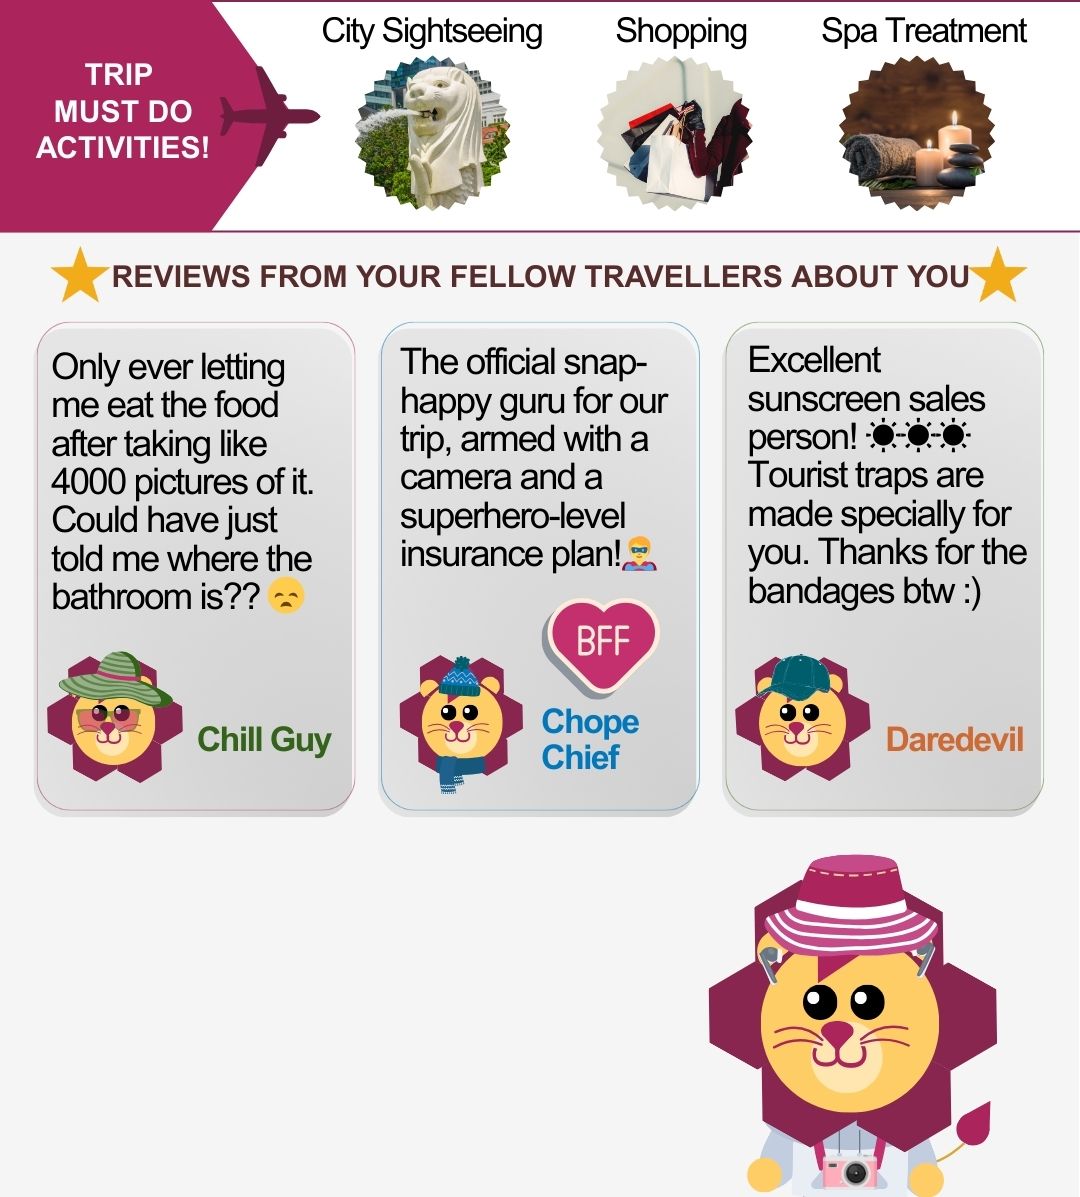 TRIP
MUST DO
ACTIVITIES!
City Sightseeing
Shopping
Spa Treatment
REVIEWS FROM YOUR FELLOW TRAVELLERS ABOUT YOU
Only ever letting
me eat the food
after taking like
4000 pictures of it.
Could have just
told me where the
bathroom is?? 😞
Chill Guy
The official snap-
happy guru for our
trip, armed with a
camera and a
superhero-level
insurance plan!🦸
BFF
Chope
Chief
Excellent
sunscreen sales
person! ☀☀☀
Tourist traps are
made specially for
you. Thanks for the
bandages btw :)
Daredevil